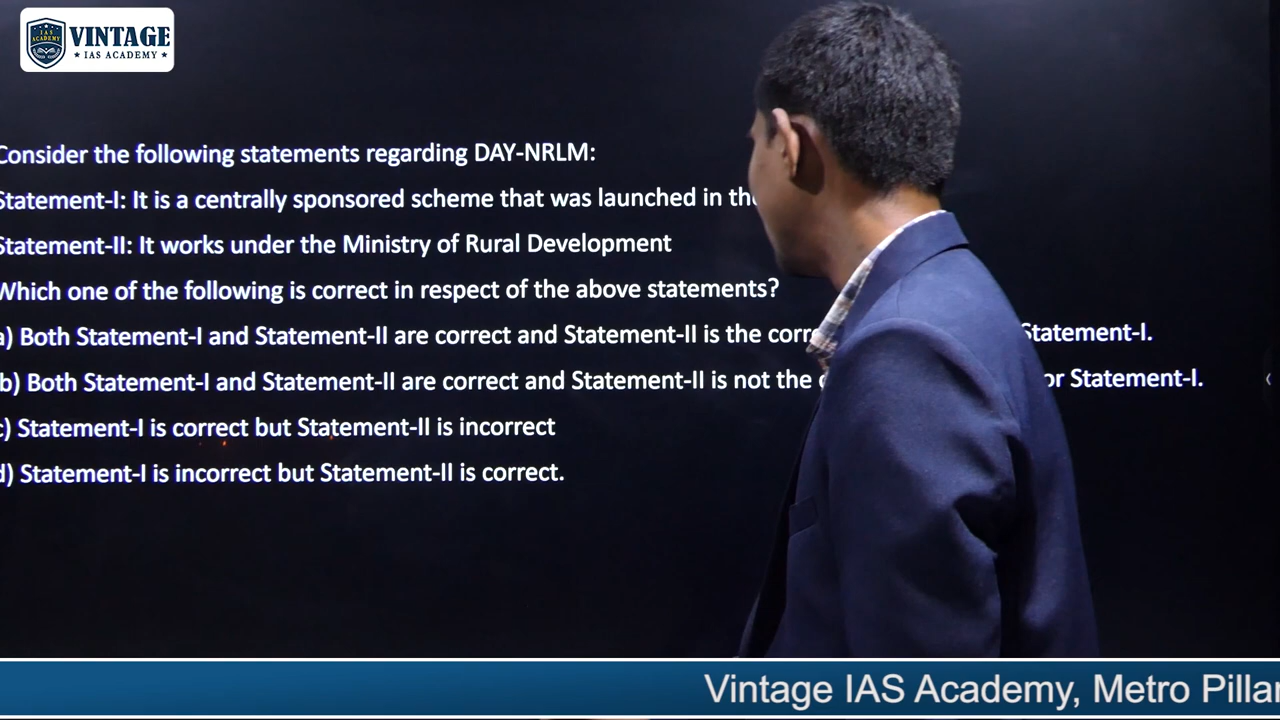 IAS
ACADEMY
VINTAGE
★ IAS ACADEMY ★
Consider the following statements regarding DAY-NRLM:
Statement-I: It is a centrally sponsored scheme that was launched in the
Statement-II: It works under the Ministry of Rural Development
Which one of the following is correct in respect of the above statements?
a) Both Statement-I and Statement-II are correct and Statement-II is the Statement-I.
b) Both Statement-I and Statement-II are correct and Statement-II is not the Statement-I.
c) Statement-I is correct but Statement-II is incorrect
d) Statement-I is incorrect but Statement-II is correct.
Vintage IAS Academy, Metro